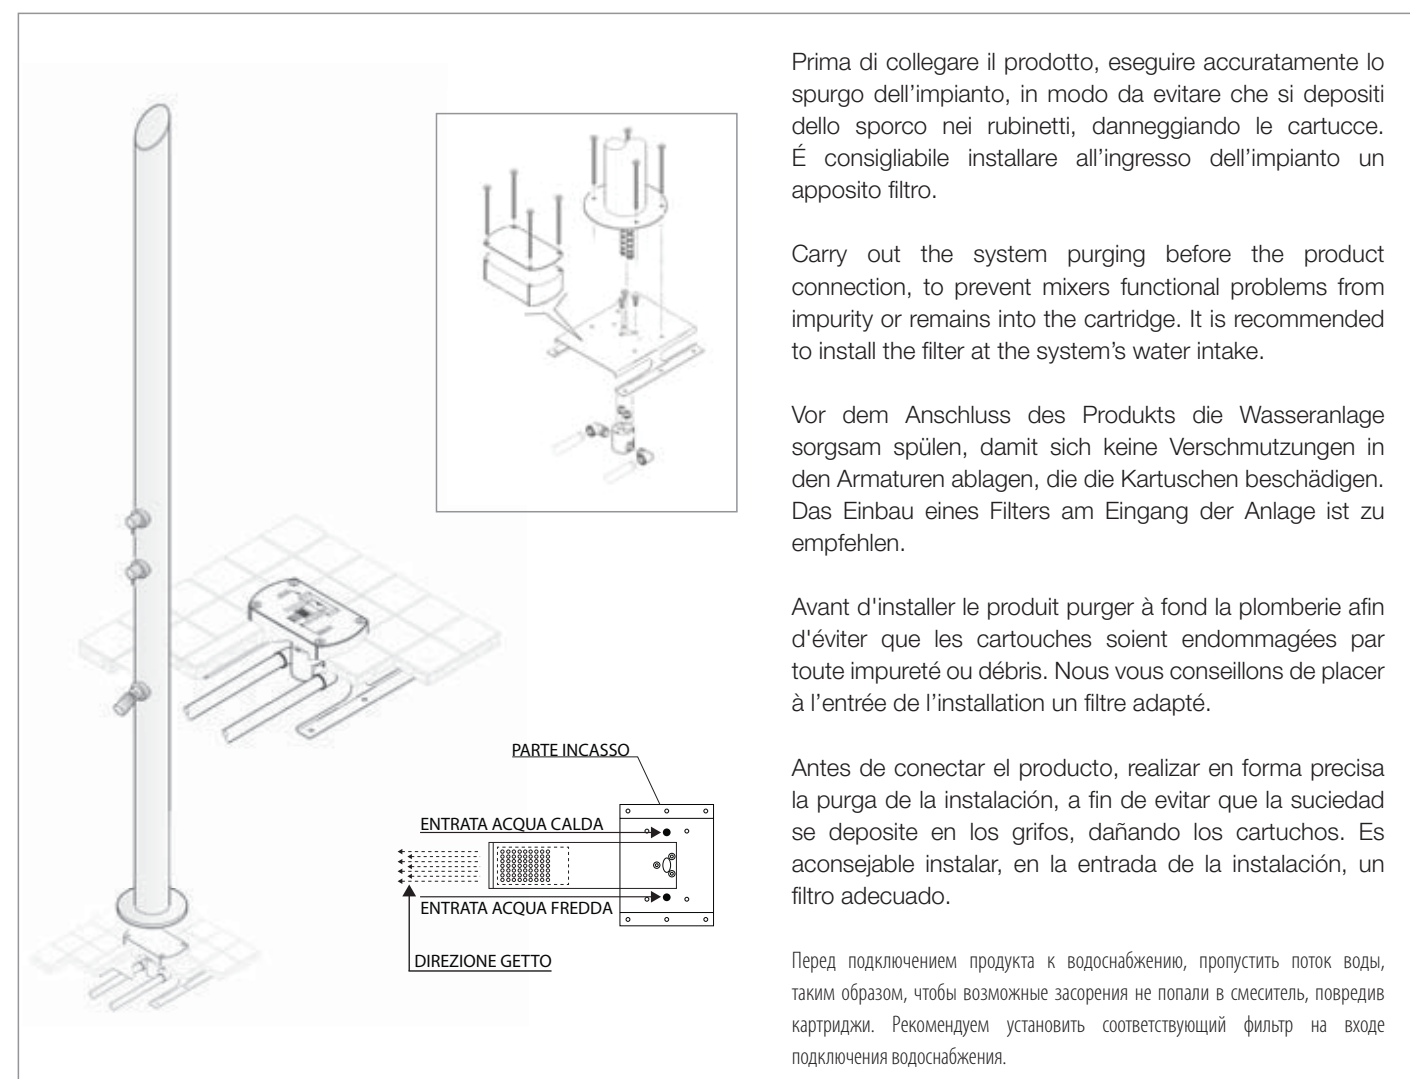 Prima di collegare il prodotto, eseguire accuratamente lo
spurgo dell’impianto, in modo da evitare che si depositi
dello sporco nei rubinetti, danneggiando le cartucce.
É consigliabile installare all’ingresso dell’impianto un
apposito filtro.
Carry out the system purging before the product
connection, to prevent mixers functional problems from
impurity or remains into the cartridge. It is recommended
to install the filter at the system’s water intake.
Vor dem Anschluss des Produkts die Wasseranlage
sorgsam spülen, damit sich keine Verschmutzungen in
den Armaturen ablagen, die die Kartuschen beschädigen.
Das Einbau eines Filters am Eingang der Anlage ist zu
empfehlen.
Avant d'installer le produit purger à fond la plomberie afin
d'éviter que les cartouches soient endommagées par
toute impureté ou débris. Nous vous conseillons de placer
à l’entrée de l’installation un filtre adapté.
Antes de conectar el producto, realizar en forma precisa
la purga de la instalación, a fin de evitar que la suciedad
se deposite en los grifos, dañando los cartuchos. Es
aconsejable instalar, en la entrada de la instalación, un
filtro adecuado.
Перед подключением продукта к водоснабжению, пропустить поток воды,
таким образом, чтобы возможные засорения не попали в смеситель, повредив
картриджи. Рекомендуем установить соответствующий фильтр на входе
подключения водоснабжения.
PARTE INCASSO
ENTRATA ACQUA CALDA
ENTRATA ACQUA FREDDA
DIREZIONE GETTO